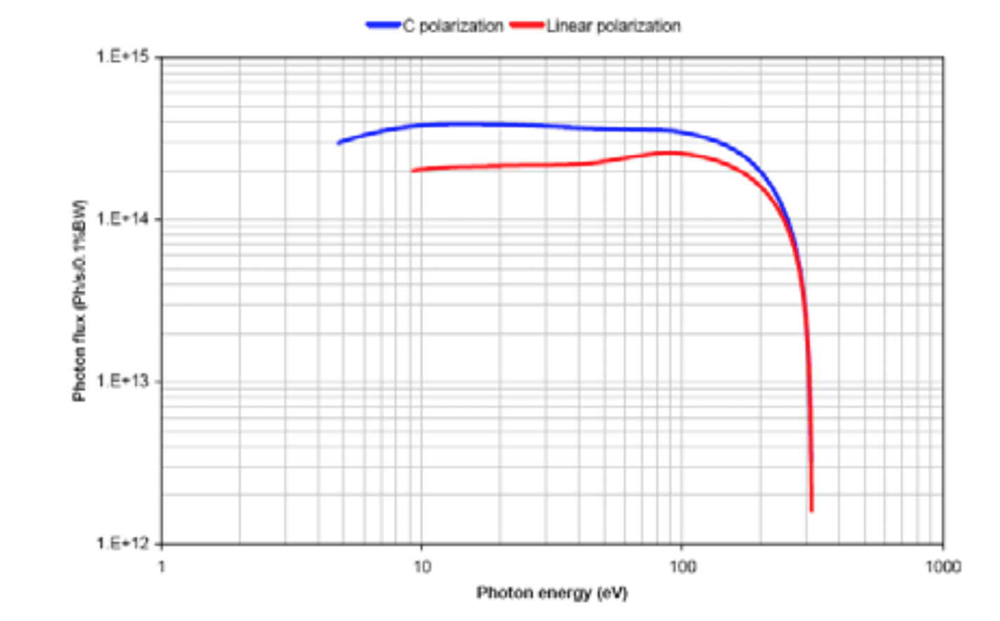 C polarization Linear polarization
1.E+15
1.E+14
1.E+13
1.E+12
Photon flux (Ph/s/0.1%BW)
1 10 100 1000
Photon energy (eV)